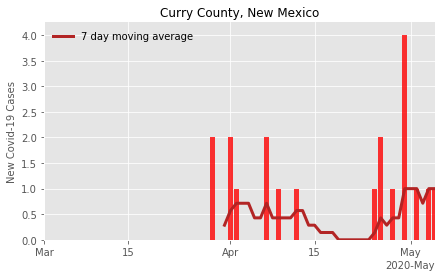 Curry County, New Mexico
7 day moving average
New Covid-19 Cases
4.0
3.5
3.0
2.5
2.0
1.5
1.0
0.5
0.0
Mar
15
Apr
15
May
2020-May